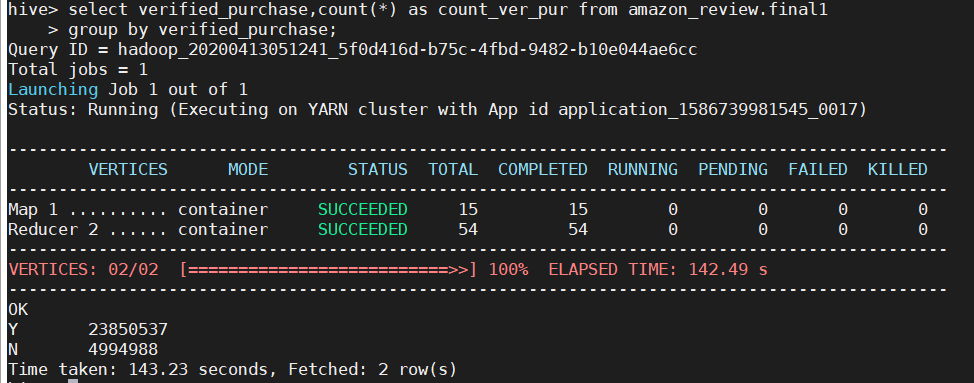 hive> select verified_purchase,count(*) as count_ver_pur from amazon_review.final1
    > group by verified_purchase;
Query ID = hadoop_20200413051241_5f0d416d-b75c-4fbd-9482-b10e044ae6cc
Total jobs = 1
Launching Job 1 out of 1
Status: Running (Executing on YARN cluster with App id application_1586739981545_0017)
----------------------------------------------------------------------------------------------
        VERTICES      MODE        STATUS  TOTAL  COMPLETED  RUNNING  PENDING  FAILED  KILLED
----------------------------------------------------------------------------------------------
Map 1 .......... container     SUCCEEDED     15         15        0        0       0       0
Reducer 2 ...... container     SUCCEEDED     54         54        0        0       0       0
----------------------------------------------------------------------------------------------
VERTICES: 02/02  [==========================>>] 100%  ELAPSED TIME: 142.49 s
----------------------------------------------------------------------------------------------
OK
Y       23850537
N       4994988
Time taken: 143.23 seconds, Fetched: 2 row(s)